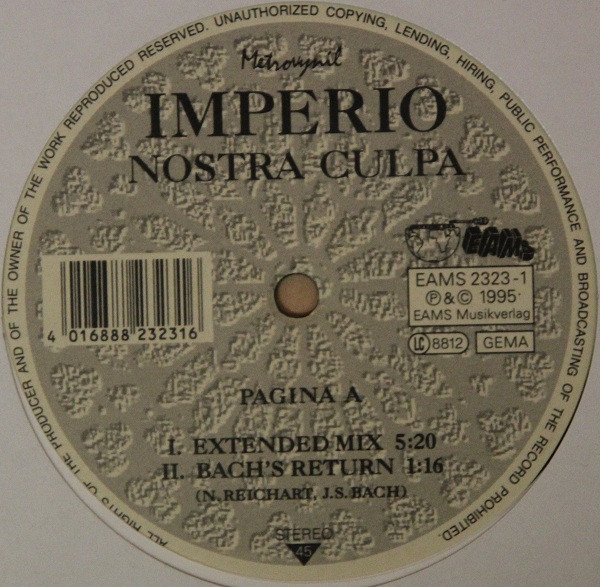 ALL RIGHTS OF THE PRODUCER AND OF THE OWNER OF THE WORK REPRODUCED RESERVED. UNAUTHORIZED COPYING, LENDING, HIRING, PUBLIC PERFORMANCE AND BROADCASTING OF THE RECORD PROHIBITED.
Metrovynil
IMPERIO
NOSTRA CULPA
EAMS
EAMS 2323-1
Ⓟ&© 1995
EAMS Musikverlag
LC 8812 GEMA
4 016888 232316
PAGINA A
I. EXTENDED MIX 5:20
II. BACH'S RETURN 1:16
(N. REICHART, J.S. BACH)
STEREO
45